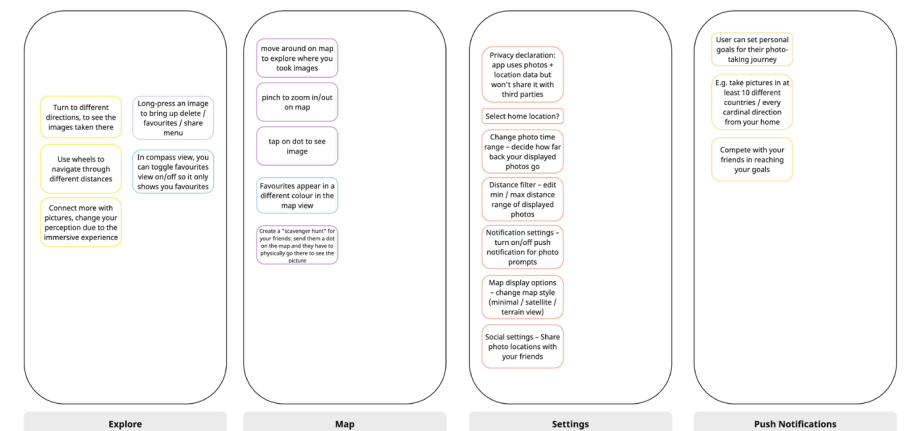 Turn to different
directions, to see the
images taken there
Use wheels to
navigate through
different distances
Connect more with
pictures, change your
perception due to the
immersive experience
Long-press an image
to bring up delete /
favourites / share
menu
In compass view, you
can toggle favourites
view on/off so it only
shows you favourites
Explore
move around on map
to explore where you
took images
pinch to zoom in/out
on map
tap on dot to see
image
Favourites appear in a
different colour in the
map view
Create a "scavenger hunt" for
your friends: send them a dot
on the map and they have to
physically go there to see the
picture
Map
Privacy declaration:
app uses photos +
location data but
won't share it with
third parties
Select home location?
Change photo time
range – decide how far
back your displayed
photos go
Distance filter – edit
min / max distance
range of displayed
photos
Notification settings –
turn on/off push
notification for photo
prompts
Map display options
– change map style
(minimal / satellite /
terrain view)
Social settings – Share
photo locations with
your friends
Settings
User can set personal
goals for their photo-
taking journey
E.g. take pictures in at
least 10 different
countries / every
cardinal direction
from your home
Compete with your
friends in reaching
your goals
Push Notifications